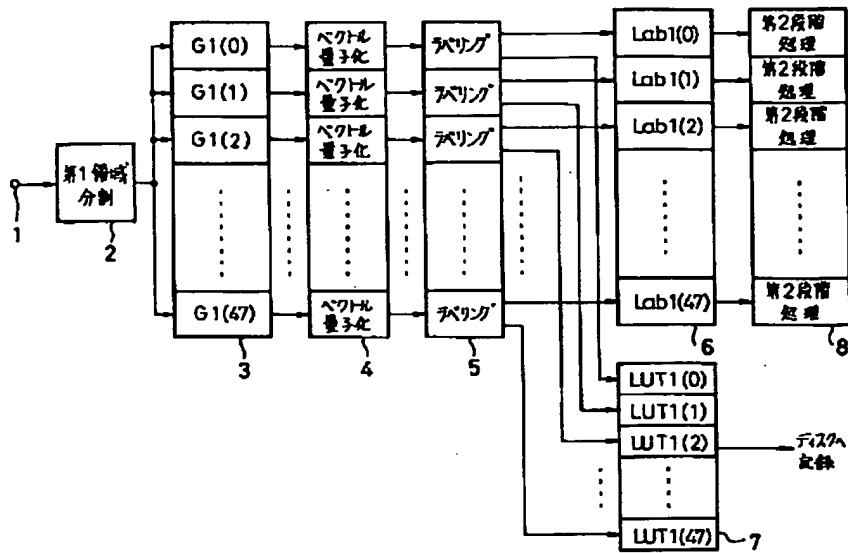 1
第1領域
分割
2
G1(0)
G1(1)
G1(2)
G1(47)
3
ベクトル
量子化
ベクトル
量子化
ベクトル
量子化
ベクトル
量子化
4
ラベリング
ラベリング
ラベリング
ラベリング
5
Lab1(0)
Lab1(1)
Lab1(2)
Lab1(47)
6
第2段階
処理
第2段階
処理
第2段階
処理
第2段階
処理
8
LUT1(0)
LUT1(1)
LUT1(2)
LUT1(47)
7
ディスクへ
記録